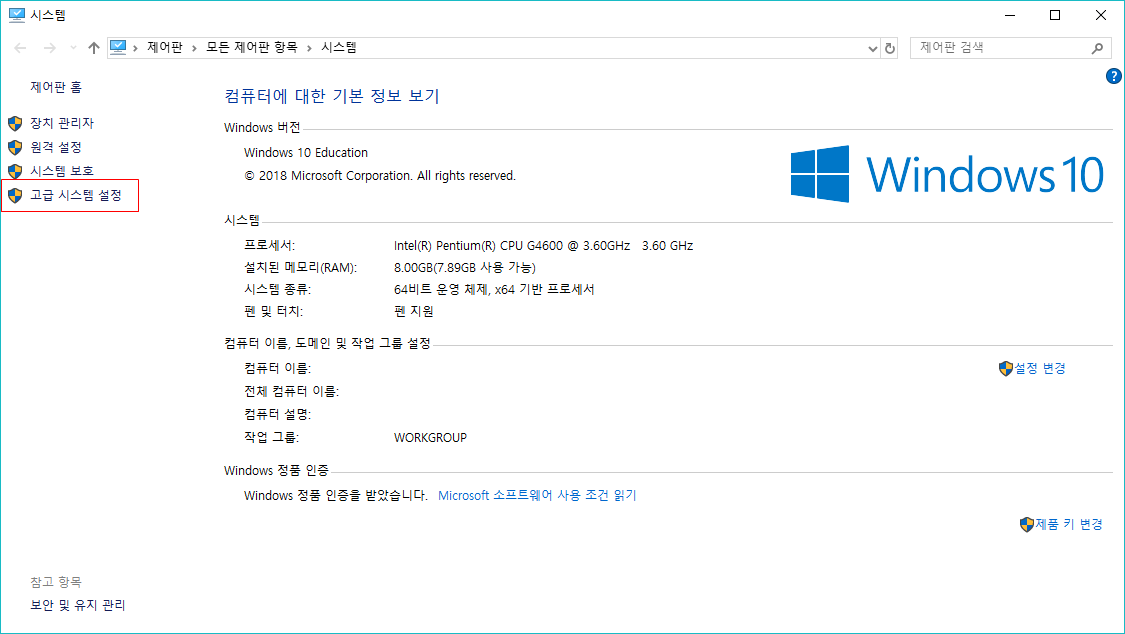 시스템
제어판 › 모든 제어판 항목 › 시스템
제어판 검색
?
제어판 홈
장치 관리자
원격 설정
시스템 보호
고급 시스템 설정
컴퓨터에 대한 기본 정보 보기
Windows 버전
Windows 10 Education
© 2018 Microsoft Corporation. All rights reserved.
Windows 10
시스템
프로세서: Intel(R) Pentium(R) CPU G4600 @ 3.60GHz 3.60 GHz
설치된 메모리(RAM): 8.00GB(7.89GB 사용 가능)
시스템 종류: 64비트 운영 체제, x64 기반 프로세서
펜 및 터치: 펜 지원
컴퓨터 이름, 도메인 및 작업 그룹 설정
컴퓨터 이름: 설정 변경
전체 컴퓨터 이름:
컴퓨터 설명:
작업 그룹: WORKGROUP
Windows 정품 인증
Windows 정품 인증을 받았습니다. Microsoft 소프트웨어 사용 조건 읽기
제품 키 변경
참고 항목
보안 및 유지 관리